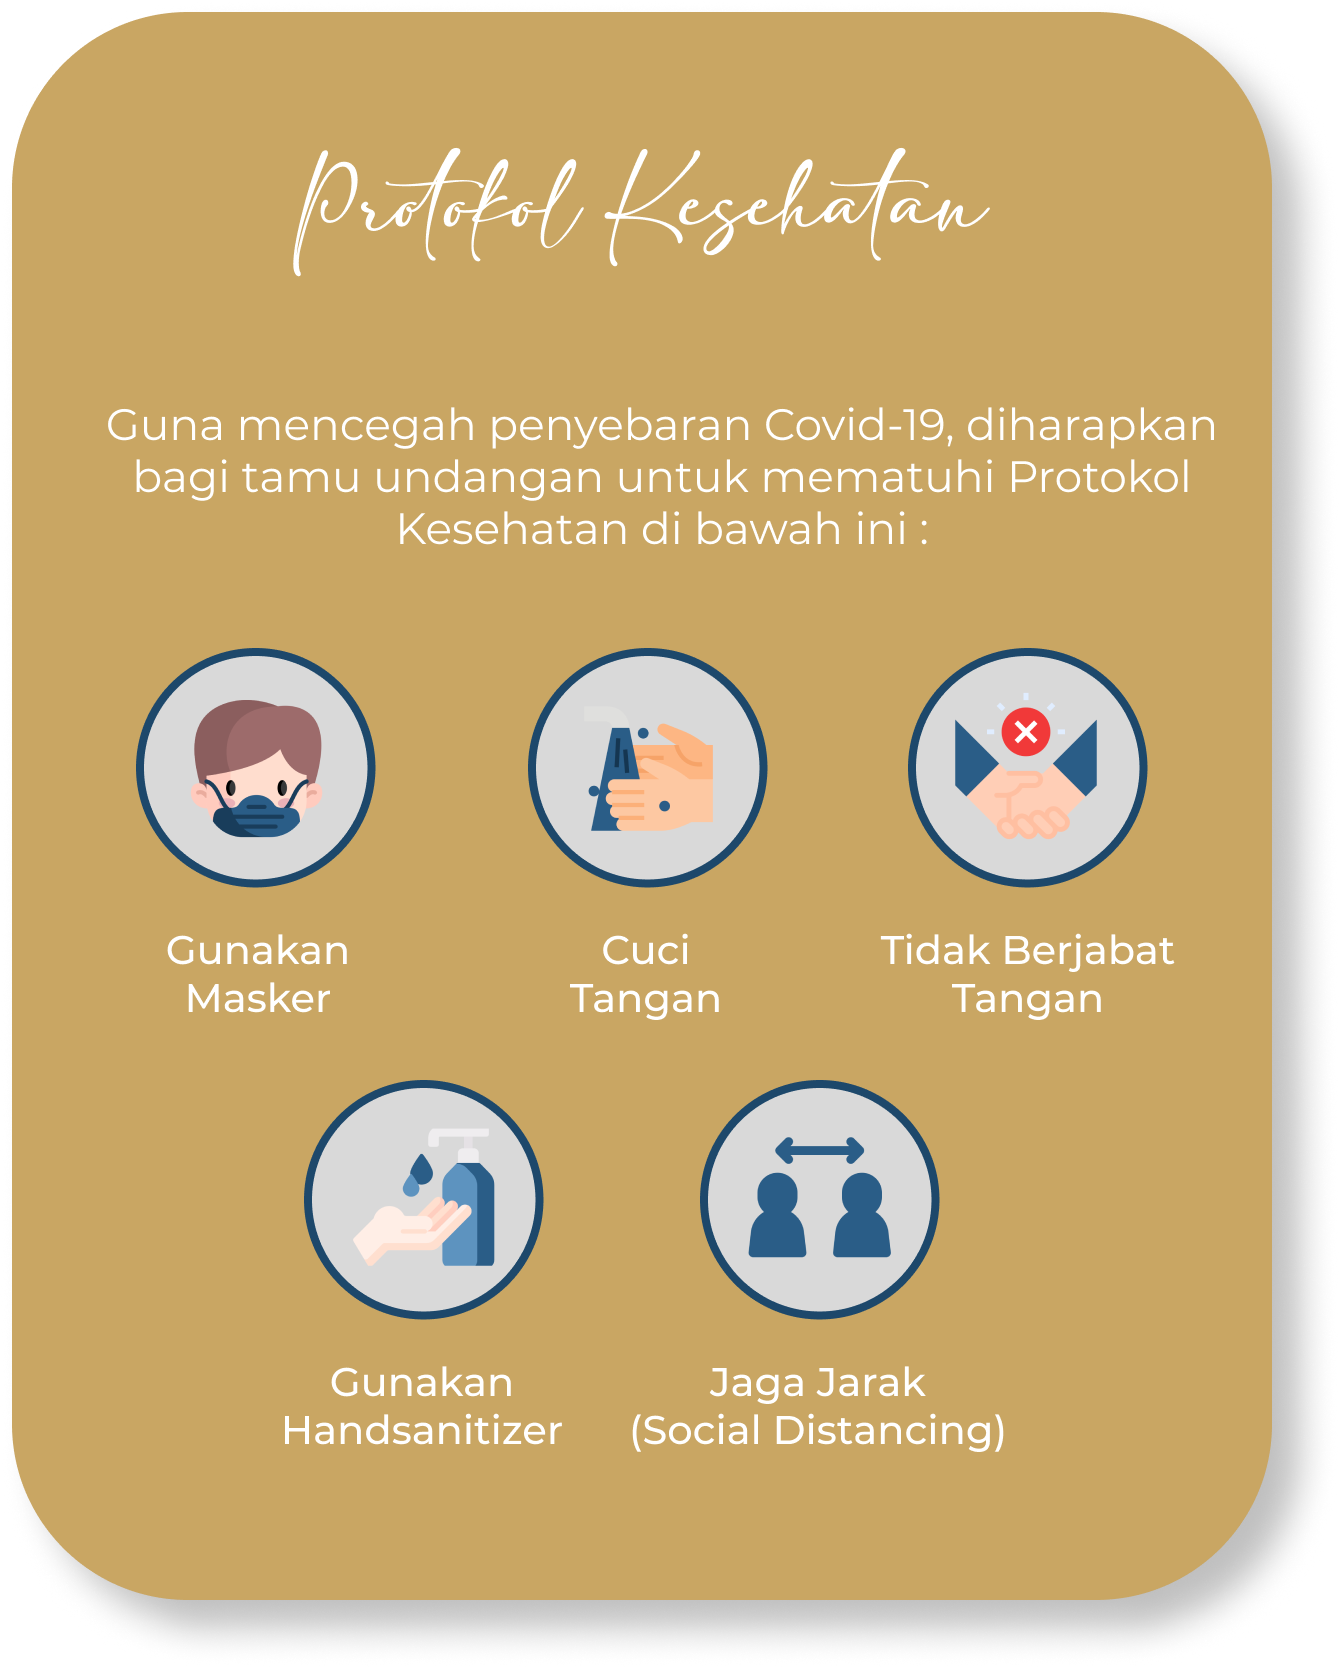 Protokol Kesehatan
Guna mencegah penyebaran Covid-19, diharapkan
bagi tamu undangan untuk mematuhi Protokol
Kesehatan di bawah ini :
Gunakan
Masker
Cuci
Tangan
Tidak Berjabat
Tangan
Gunakan
Handsanitizer
Jaga Jarak
(Social Distancing)